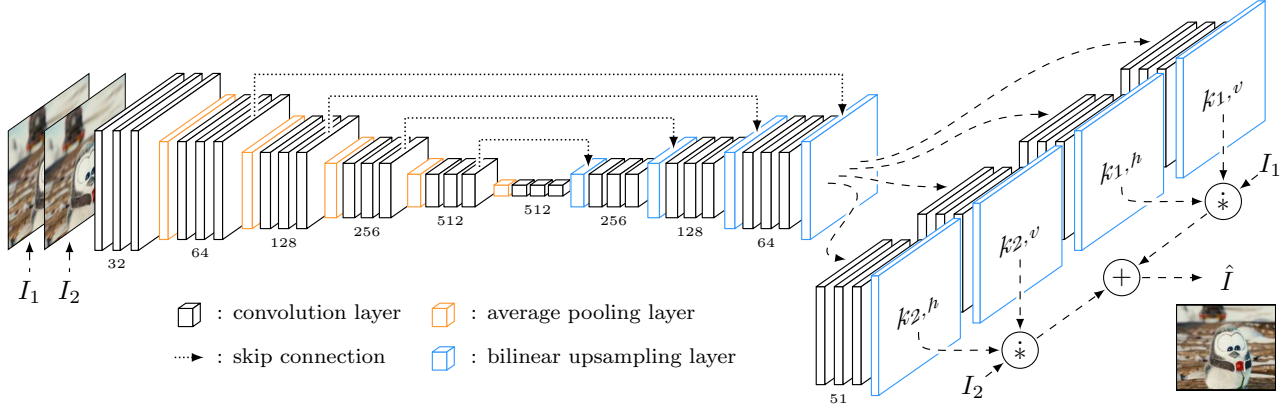 k₁,ᵥ
k₁,ₕ
k₂,ᵥ
k₂,ₕ
I₁
∗̇
+
Î
I₂
∗̇
I₁
I₂
32
64
128
256
512
512
256
128
64
51
: convolution layer
: average pooling layer
: skip connection
: bilinear upsampling layer